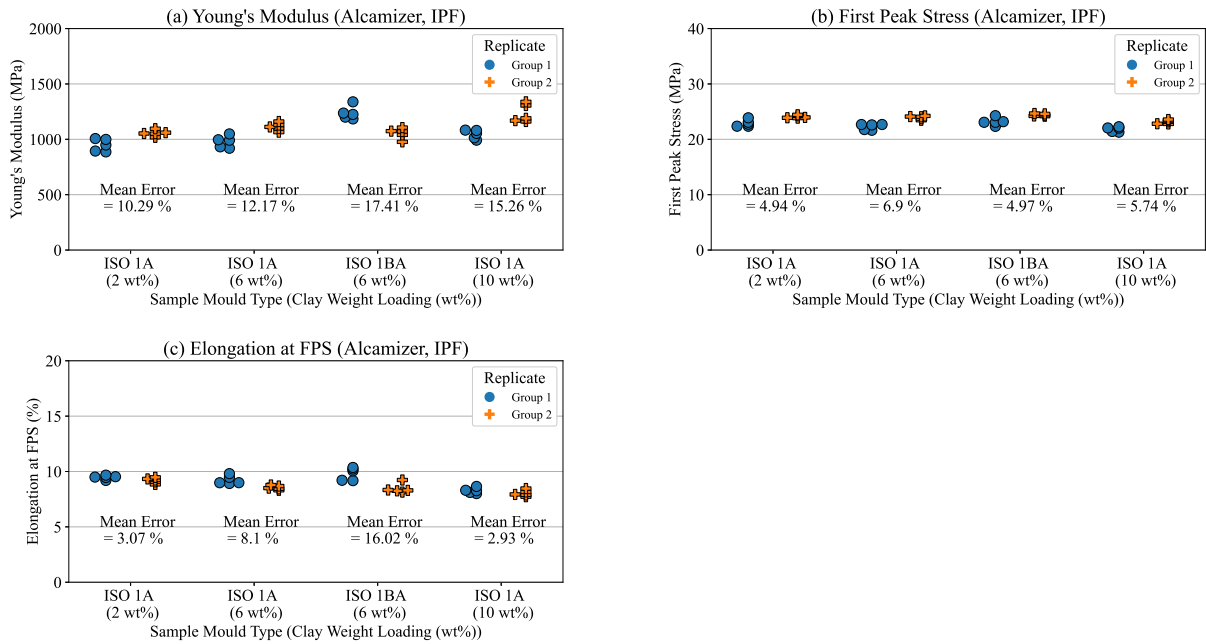 (a) Young's Modulus (Alcamizer, IPF)
Young's Modulus (MPa)
2000
1500
1000
500
0
Replicate
Group 1
Group 2
Mean Error
= 10.29 %
Mean Error
= 12.17 %
Mean Error
= 17.41 %
Mean Error
= 15.26 %
ISO 1A
(2 wt%)
ISO 1A
(6 wt%)
ISO 1BA
(6 wt%)
ISO 1A
(10 wt%)
Sample Mould Type (Clay Weight Loading (wt%))
(b) First Peak Stress (Alcamizer, IPF)
First Peak Stress (MPa)
40
30
20
10
0
Replicate
Group 1
Group 2
Mean Error
= 4.94 %
Mean Error
= 6.9 %
Mean Error
= 4.97 %
Mean Error
= 5.74 %
ISO 1A
(2 wt%)
ISO 1A
(6 wt%)
ISO 1BA
(6 wt%)
ISO 1A
(10 wt%)
Sample Mould Type (Clay Weight Loading (wt%))
(c) Elongation at FPS (Alcamizer, IPF)
Elongation at FPS (%)
20
15
10
5
0
Replicate
Group 1
Group 2
Mean Error
= 3.07 %
Mean Error
= 8.1 %
Mean Error
= 16.02 %
Mean Error
= 2.93 %
ISO 1A
(2 wt%)
ISO 1A
(6 wt%)
ISO 1BA
(6 wt%)
ISO 1A
(10 wt%)
Sample Mould Type (Clay Weight Loading (wt%))